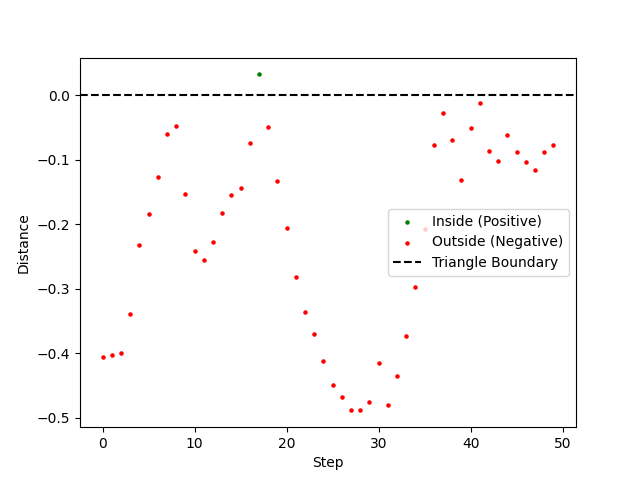 0.0
−0.1
−0.2
−0.3
−0.4
−0.5
Distance
Inside (Positive)
Outside (Negative)
Triangle Boundary
0 10 20 30 40 50
Step